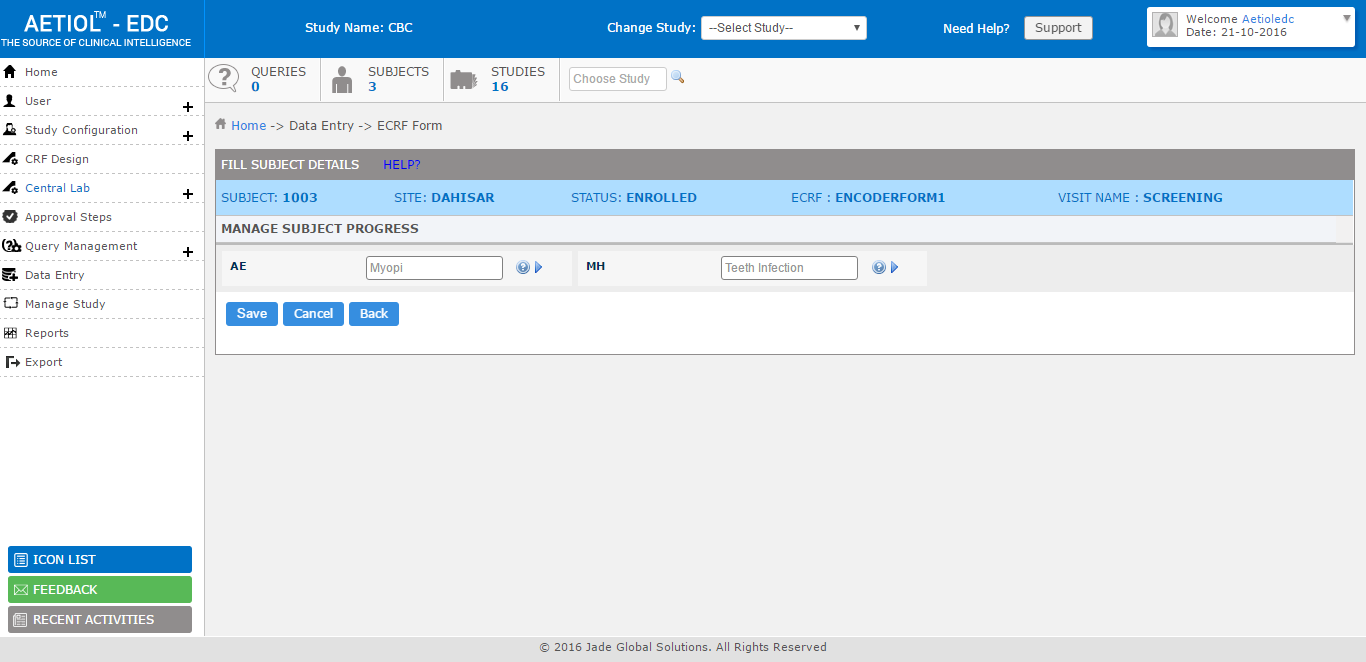 AETIOL™ - EDC
THE SOURCE OF CLINICAL INTELLIGENCE
Study Name: CBC
Change Study: --Select Study--
Need Help? Support
Welcome Aetioledc
Date: 21-10-2016
Home
User
Study Configuration
CRF Design
Central Lab
Approval Steps
Query Management
Data Entry
Manage Study
Reports
Export
ICON LIST
FEEDBACK
RECENT ACTIVITIES
QUERIES
0
SUBJECTS
3
STUDIES
16
Choose Study
Home -> Data Entry -> ECRF Form
FILL SUBJECT DETAILS HELP?
SUBJECT: 1003 SITE: DAHISAR STATUS: ENROLLED ECRF : ENCODERFORM1 VISIT NAME : SCREENING
MANAGE SUBJECT PROGRESS
AE Myopi MH Teeth Infection
Save Cancel Back
© 2016 Jade Global Solutions. All Rights Reserved